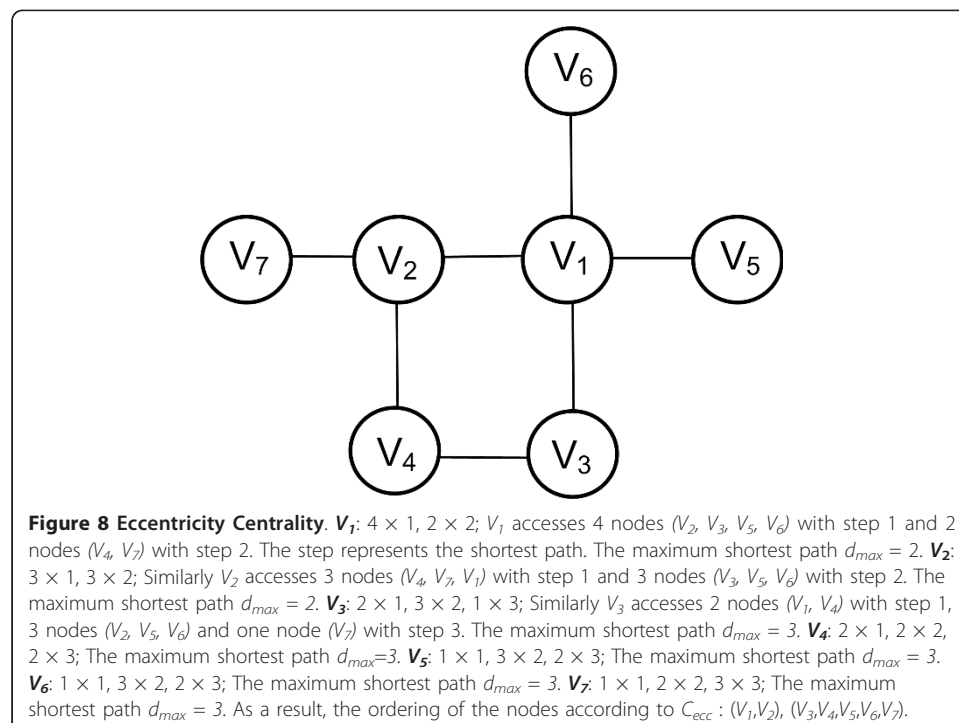 V6
V7 V2 V1 V5
V4 V3
Figure 8 Eccentricity Centrality. V1: 4 × 1, 2 × 2; V1 accesses 4 nodes (V2, V3, V5, V6) with step 1 and 2
nodes (V4, V7) with step 2. The step represents the shortest path. The maximum shortest path dmax = 2. V2:
3 × 1, 3 × 2; Similarly V2 accesses 3 nodes (V4, V7, V1) with step 1 and 3 nodes (V3, V5, V6) with step 2. The
maximum shortest path dmax = 2. V3: 2 × 1, 3 × 2, 1 × 3; Similarly V3 accesses 2 nodes (V1, V4) with step 1,
3 nodes (V2, V5, V6) and one node (V7) with step 3. The maximum shortest path dmax = 3. V4: 2 × 1, 2 × 2,
2 × 3; The maximum shortest path dmax=3. V5: 1 × 1, 3 × 2, 2 × 3; The maximum shortest path dmax = 3.
V6: 1 × 1, 3 × 2, 2 × 3; The maximum shortest path dmax = 3. V7: 1 × 1, 2 × 2, 3 × 3; The maximum
shortest path dmax = 3. As a result, the ordering of the nodes according to Cecc : (V1,V2), (V3,V4,V5,V6,V7).